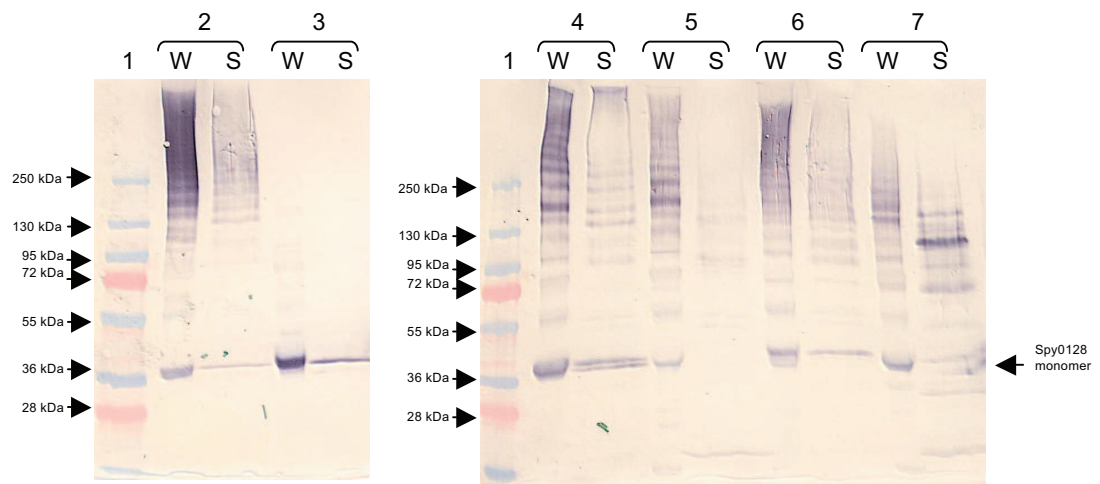 2 3 4 5 6 7
1 W S W S 1 W S W S W S W S
250 kDa
130 kDa
95 kDa
72 kDa
55 kDa
36 kDa
28 kDa
250 kDa
130 kDa
95 kDa
72 kDa
55 kDa
36 kDa
28 kDa
Spy0128
monomer